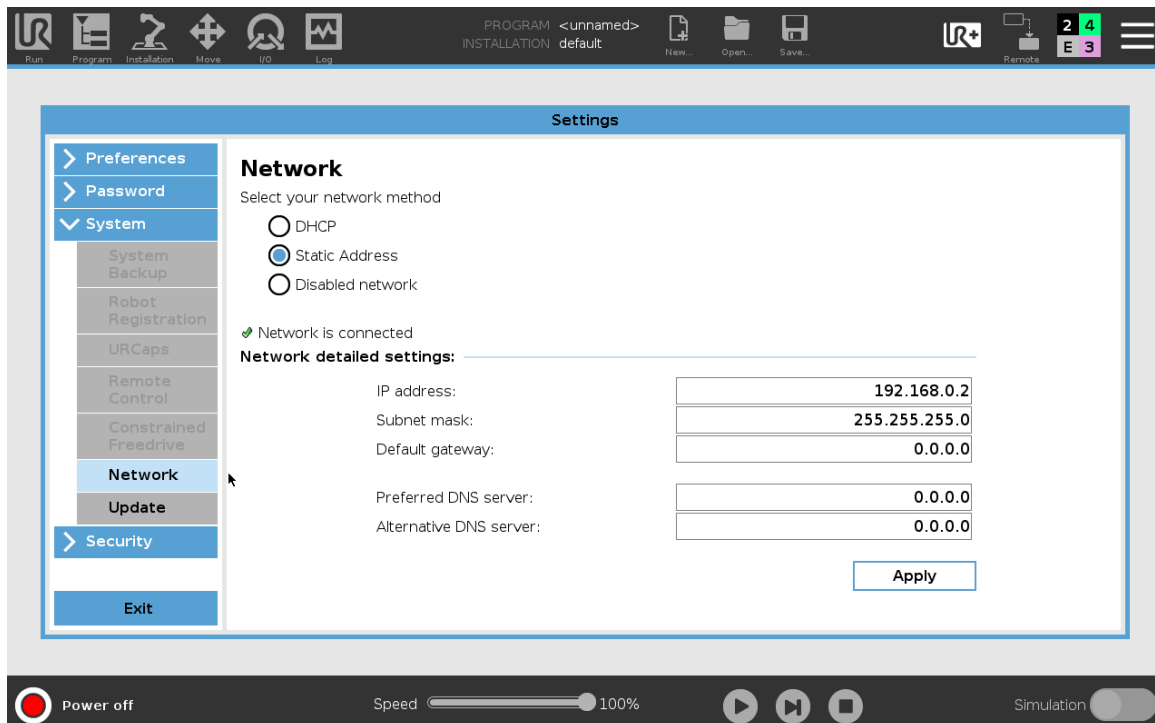 PROGRAM <unnamed>
INSTALLATION default
2 4
E 3
Run Program Installation Move I/O Log New... Open... Save... Remote
Settings
Preferences
Password
System
System
Backup
Robot
Registration
URCaps
Remote
Control
Constrained
Freedrive
Network
Update
Security
Exit
Network
Select your network method
DHCP
Static Address
Disabled network
Network is connected
Network detailed settings:
IP address: 192.168.0.2
Subnet mask: 255.255.255.0
Default gateway: 0.0.0.0
Preferred DNS server: 0.0.0.0
Alternative DNS server: 0.0.0.0
Apply
Power off Speed 100% Simulation